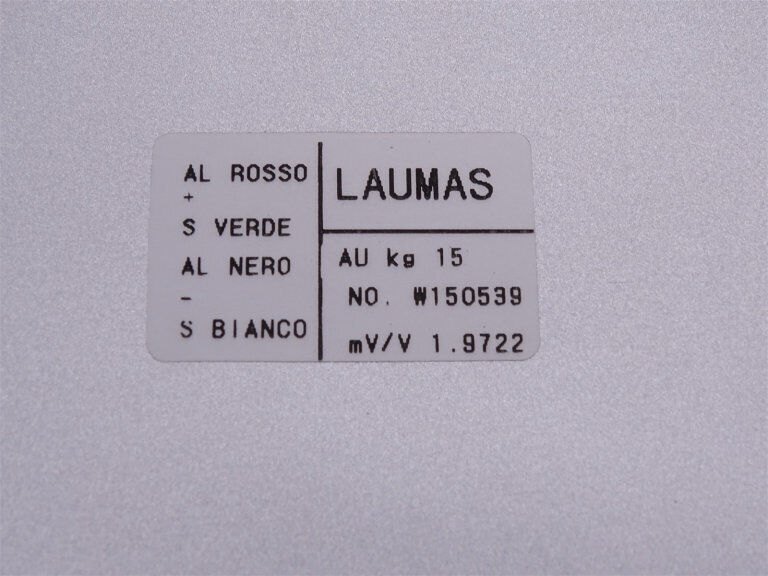 AL ROSSO
+
S VERDE
AL NERO
-
S BIANCO
LAUMAS
AU kg 15
NO. W150539
mV/V 1.9722